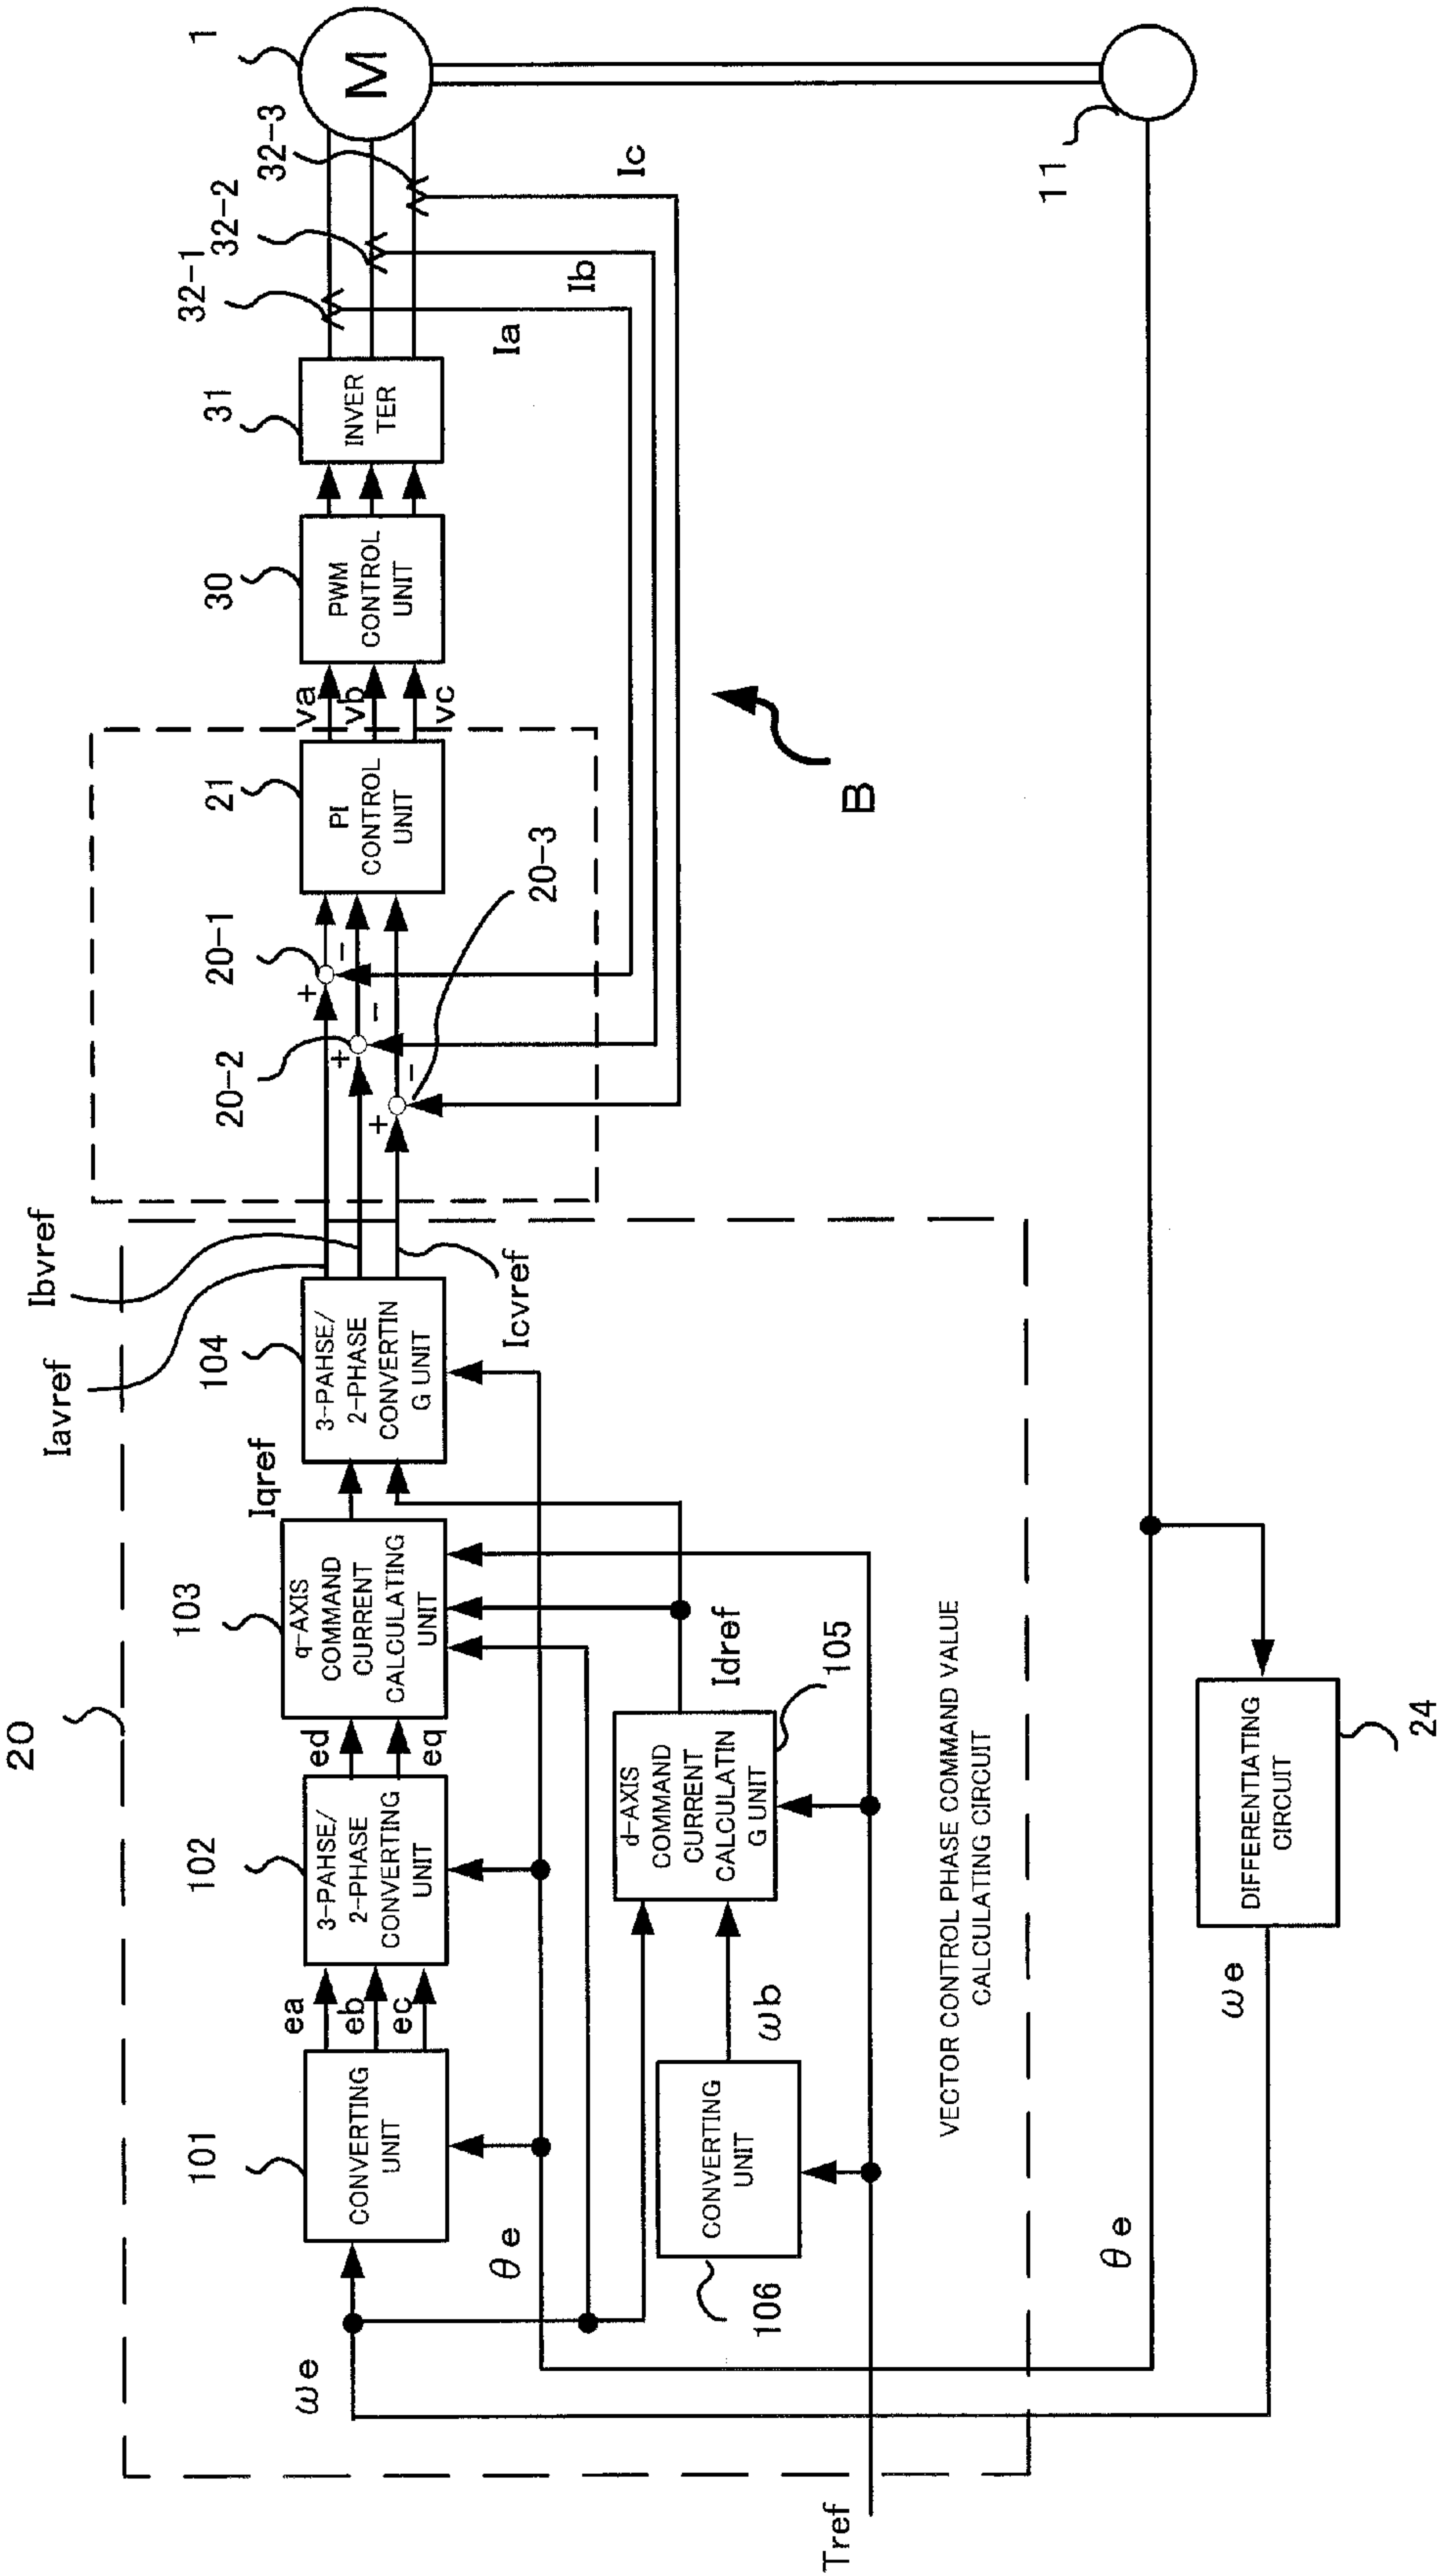 20
ωe
101
CONVERTING
UNIT
ea
eb
ec
102
3-PAHSE/
2-PHASE
CONVERTING
UNIT
ed
eq
103
q-AXIS
COMMAND
CURRENT
CALCULATING
UNIT
Iqref
104
3-PAHSE/
2-PHASE
CONVERTIN
G UNIT
Iavref
Ibvref
Icvref
20-2
20-1
20-3
+
-
+
-
+
-
21
PI
CONTROL
UNIT
va
vb
vc
30
PWM
CONTROL
UNIT
31
INVER
TER
32-1
32-2
32-3
Ia
Ib
Ic
1
M
11
B
θe
106
CONVERTING
UNIT
ωb
d-AXIS
COMMAND
CURRENT
CALCULATIN
G UNIT
105
Idref
Tref
VECTOR CONTROL PHASE COMMAND VALUE
CALCULATING CIRCUIT
θe
ωe
DIFFERENTIATING
CIRCUIT
24